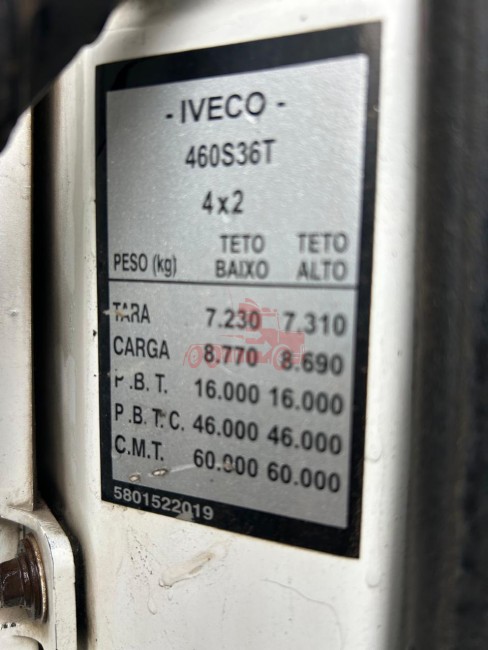 - IVECO -
460S36T
4x2
PESO (kg) TETO BAIXO TETO ALTO
TARA 7.230 7.310
CARGA 8.770 8.690
P.B.T. 16.000 16.000
P.B.T.C. 46.000 46.000
C.M.T. 60.000 60.000
5801522019